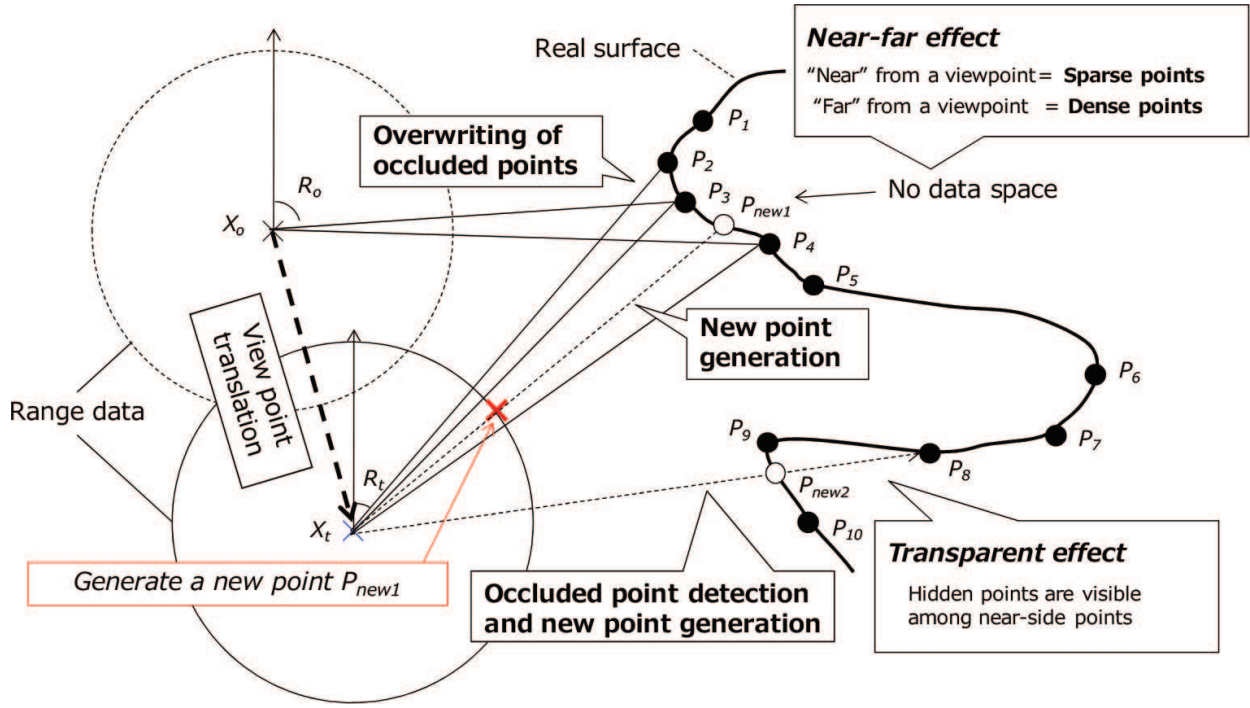 Real surface
Near-far effect
“Near” from a viewpoint = Sparse points
“Far” from a viewpoint = Dense points
Overwriting of
occluded points
P1
P2
P3
Pnew1
No data space
Ro
Xo
P4
P5
New point
generation
View point
translation
P6
Range data
P9
P7
P8
Rt
Pnew2
Xt
P10
Generate a new point Pnew1
Occluded point detection
and new point generation
Transparent effect
Hidden points are visible
among near-side points